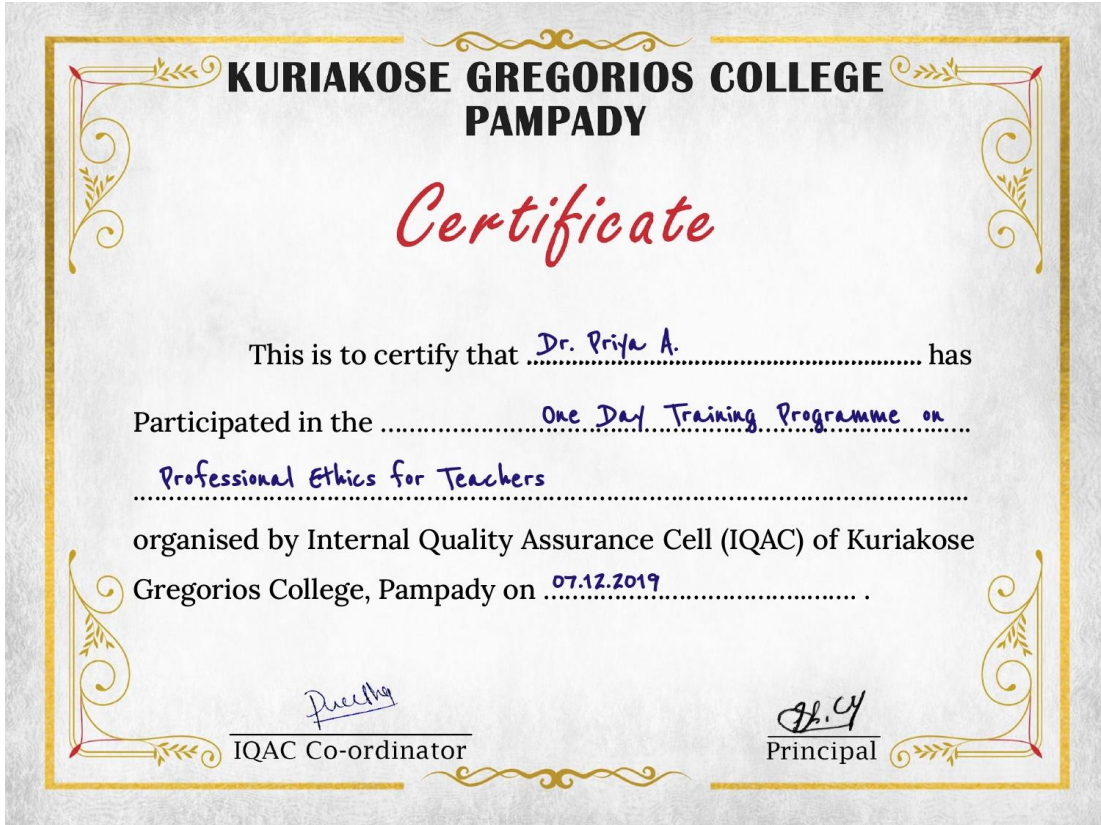 KURIAKOSE GREGORIOS COLLEGE
PAMPADY
Certificate
This is to certify that Dr. Priya A. has
Participated in the One Day Training Programme on
Professional Ethics for Teachers
organised by Internal Quality Assurance Cell (IQAC) of Kuriakose
Gregorios College, Pampady on 07.12.2019 .
IQAC Co-ordinator
Principal